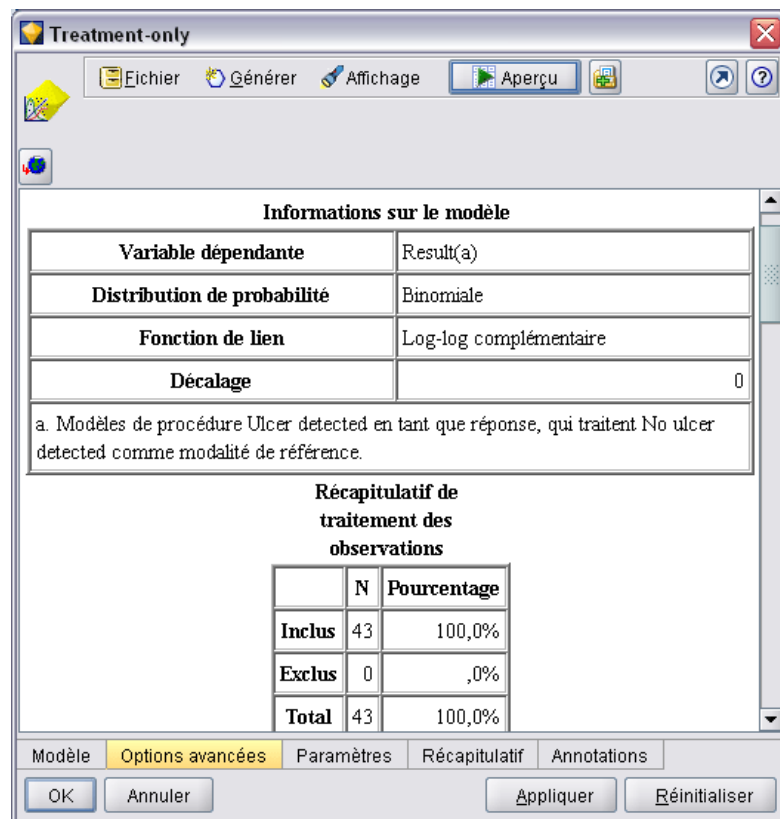 Treatment-only
Fichier Générer Affichage Aperçu
Informations sur le modèle
Variable dépendante Result(a)
Distribution de probabilité Binomiale
Fonction de lien Log-log complémentaire
Décalage 0
a. Modèles de procédure Ulcer detected en tant que réponse, qui traitent No ulcer
detected comme modalité de référence.
Récapitulatif de
traitement des
observations
N Pourcentage
Inclus 43 100,0%
Exclus 0 ,0%
Total 43 100,0%
Modèle Options avancées Paramètres Récapitulatif Annotations
OK Annuler Appliquer Réinitialiser